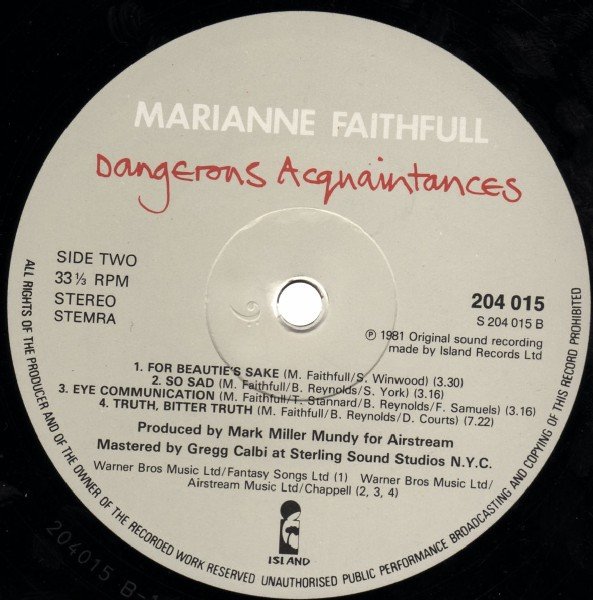 MARIANNE FAITHFULL
Dangerous Acquaintances
SIDE TWO
33⅓ RPM
STEREO
STEMRA
204 015
S 204 015 B
℗ 1981 Original sound recording
made by Island Records Ltd
1. FOR BEAUTIE'S SAKE (M. Faithfull/S. Winwood) (3.30)
2. SO SAD (M. Faithfull/B. Reynolds/S. York) (3.16)
3. EYE COMMUNICATION (M. Faithfull/T. Stannard/B. Reynolds/F. Samuels) (3.16)
4. TRUTH, BITTER TRUTH (M. Faithfull/B. Reynolds/D. Courts) (7.22)
Produced by Mark Miller Mundy for Airstream
Mastered by Gregg Calbi at Sterling Sound Studios N.Y.C.
Warner Bros Music Ltd/Fantasy Songs Ltd (1) Warner Bros Music Ltd/
Airstream Music Ltd/Chappell (2, 3, 4)
ISLAND
ALL RIGHTS OF THE PRODUCER AND OF THE OWNER OF THE RECORDED WORK RESERVED UNAUTHORISED PUBLIC PERFORMANCE BROADCASTING AND COPYING OF THIS RECORD PROHIBITED
204015 B-1